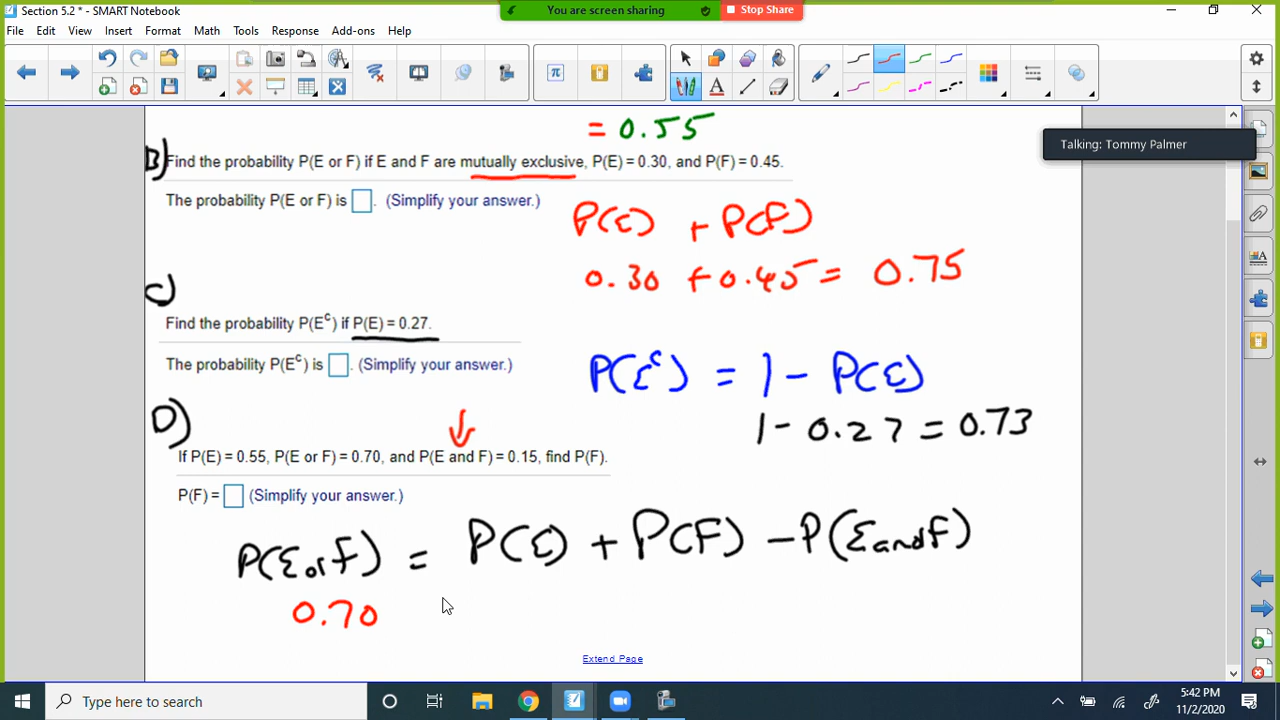 Section 5.2 * - SMART Notebook
You are screen sharing
Stop Share
File Edit View Insert Format Math Tools Response Add-ons Help
Talking: Tommy Palmer
= 0.55
B) Find the probability P(E or F) if E and F are mutually exclusive, P(E) = 0.30, and P(F) = 0.45.
The probability P(E or F) is . (Simplify your answer.)
P(E) + P(F)
0.30 + 0.45 = 0.75
C)
Find the probability P(Eᶜ) if P(E) = 0.27.
The probability P(Eᶜ) is . (Simplify your answer.)
P(Eᶜ) = 1 - P(E)
1 - 0.27 = 0.73
D)
If P(E) = 0.55, P(E or F) = 0.70, and P(E and F) = 0.15, find P(F).
P(F) = (Simplify your answer.)
P(E or F) = P(E) + P(F) - P(E and F)
0.70
Extend Page
Type here to search
5:42 PM
11/2/2020